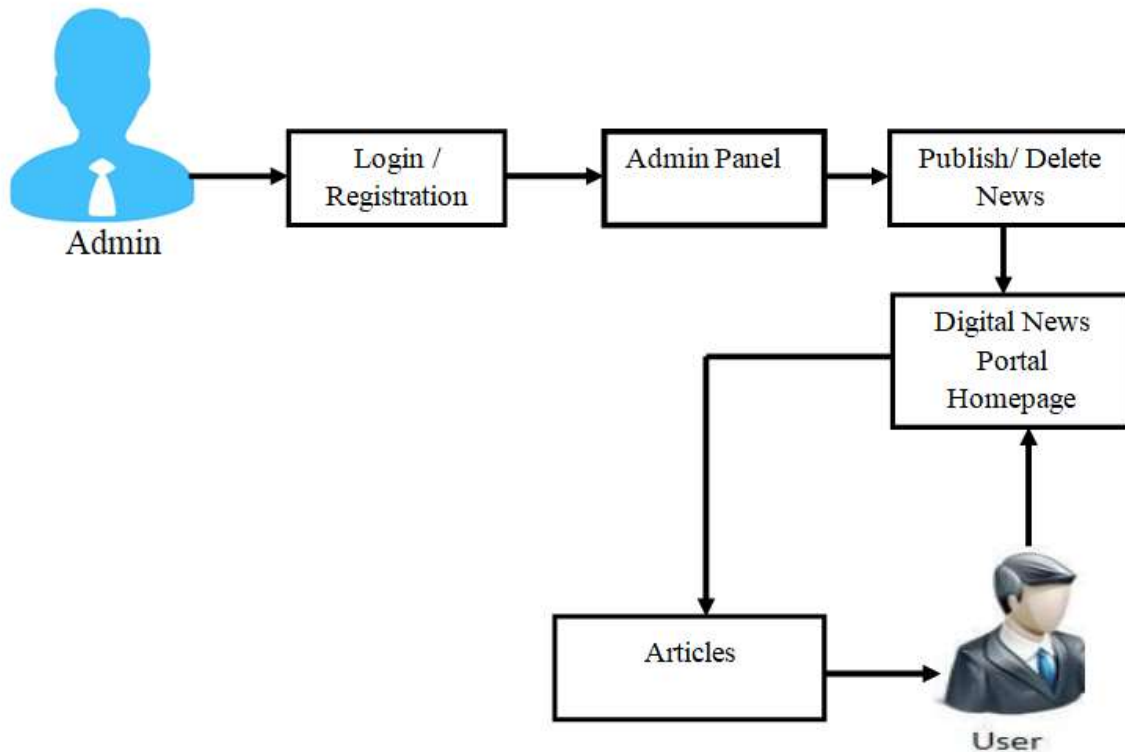 Admin
Login /
Registration
Admin Panel
Publish/ Delete
News
Digital News
Portal
Homepage
Articles
User